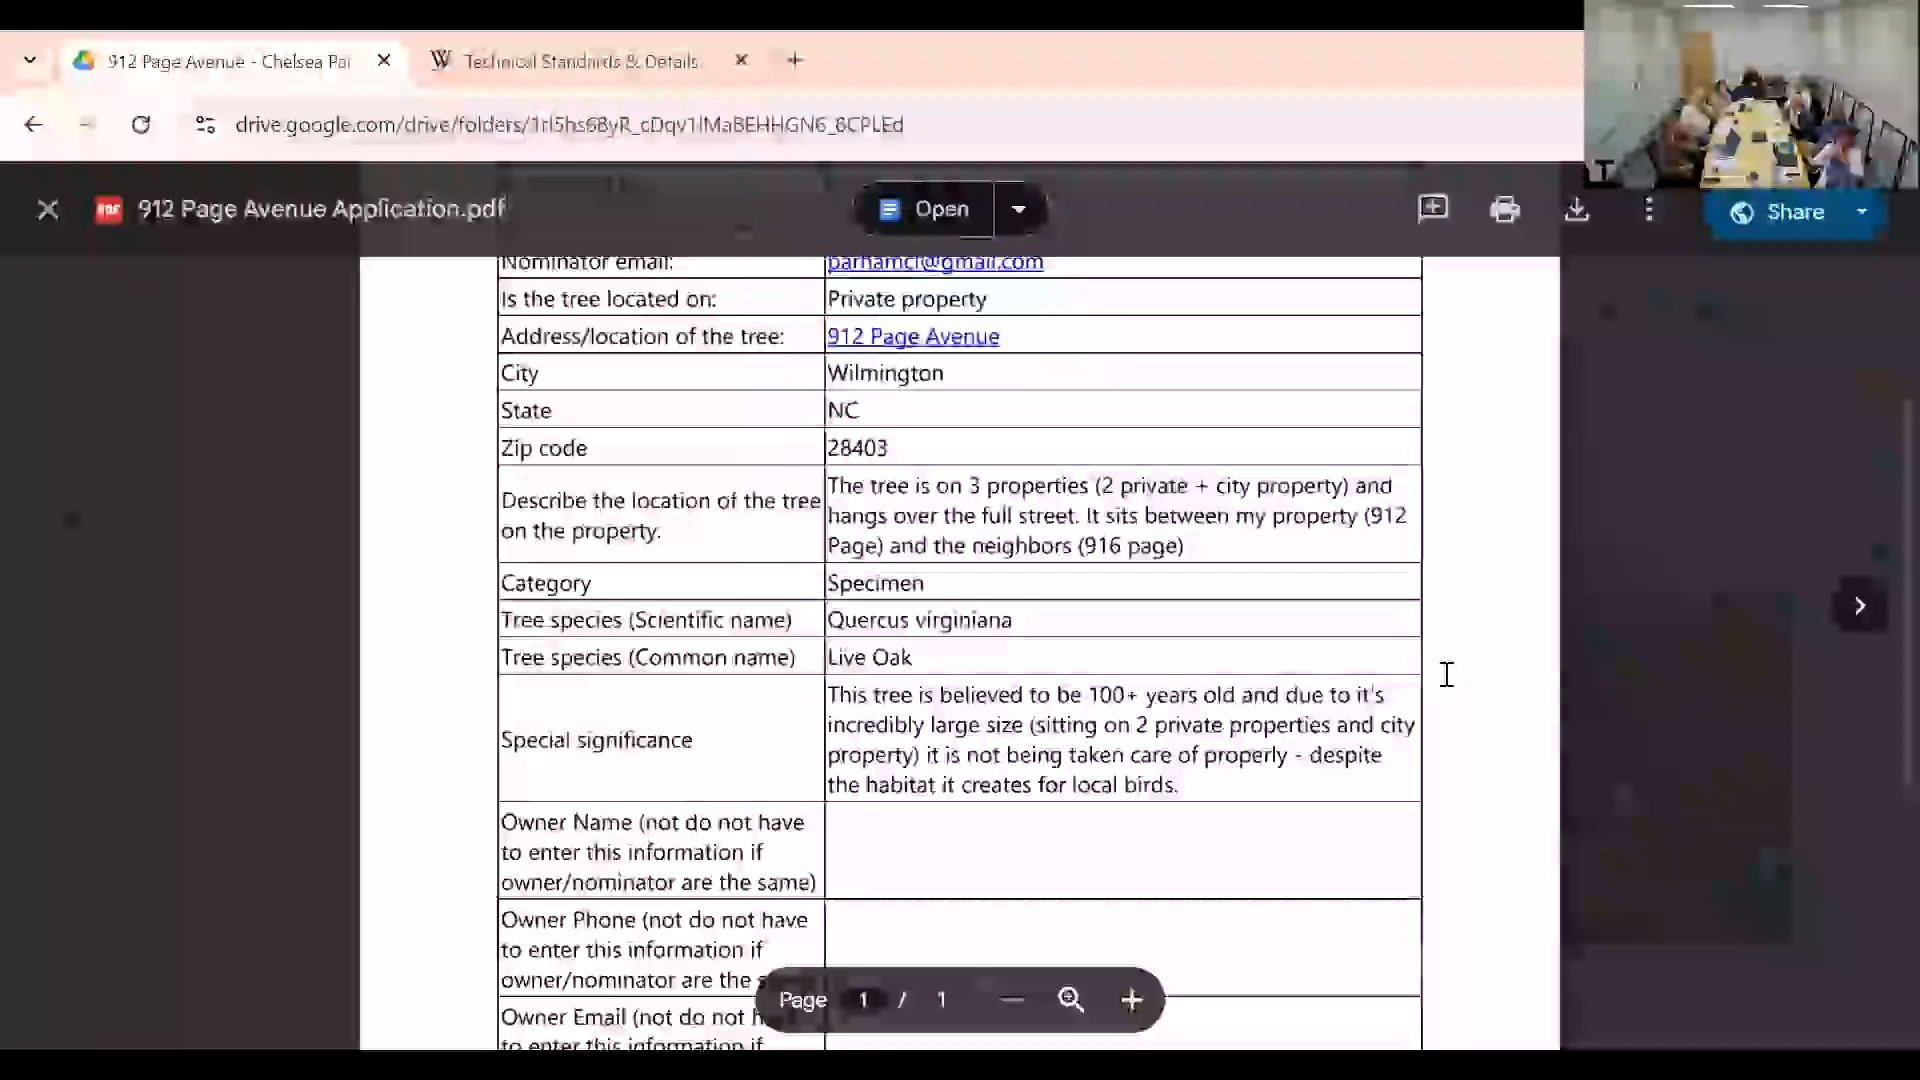 912 Page Avenue - Chelsea Par
Technical Standards & Details
drive.google.com/drive/folders/
912 Page Avenue Application.pdf
Open
Share
Nominator email:
parhamcl@gmail.com
Is the tree located on:
Private property
Address/location of the tree:
912 Page Avenue
City
Wilmington
State
NC
Zip code
28403
Describe the location of the tree
on the property.
The tree is on 3 properties (2 private + city property) and
hangs over the full street. It sits between my property (912
Page) and the neighbors (916 page)
Category
Specimen
Tree species (Scientific name)
Quercus virginiana
Tree species (Common name)
Live Oak
Special significance
This tree is believed to be 100+ years old and due to it's
incredibly large size (sitting on 2 private properties and city
property) it is not being taken care of properly - despite
the habitat it creates for local birds.
Owner Name (not do not have
to enter this information if
owner/nominator are the same)
Owner Phone (not do not have
to enter this information if
owner/nominator are the s
Owner Email (not do not h
to enter this information if
Page 1 / 1